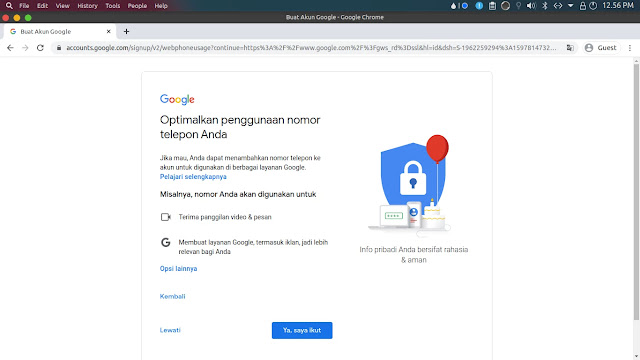 File Edit View History Tools People Help
12.56 PM
Buat Akun Google - Google Chrome
Buat Akun Google
accounts.google.com/signup/v2/webphoneusage?continue=https%3A%2F%2Fwww.google.com%2F%3Fgws_rd%3Dssl&hl=id&dsh=S-1962259294%3A1597814732...
Guest
Google
Optimalkan penggunaan nomor
telepon Anda
Jika mau, Anda dapat menambahkan nomor telepon ke
akun untuk digunakan di berbagai layanan Google.
Pelajari selengkapnya
Misalnya, nomor Anda akan digunakan untuk
Terima panggilan video & pesan
Membuat layanan Google, termasuk iklan, jadi lebih
relevan bagi Anda
Opsi lainnya
Kembali
Lewati
Ya, saya ikut
Info pribadi Anda bersifat rahasia
& aman